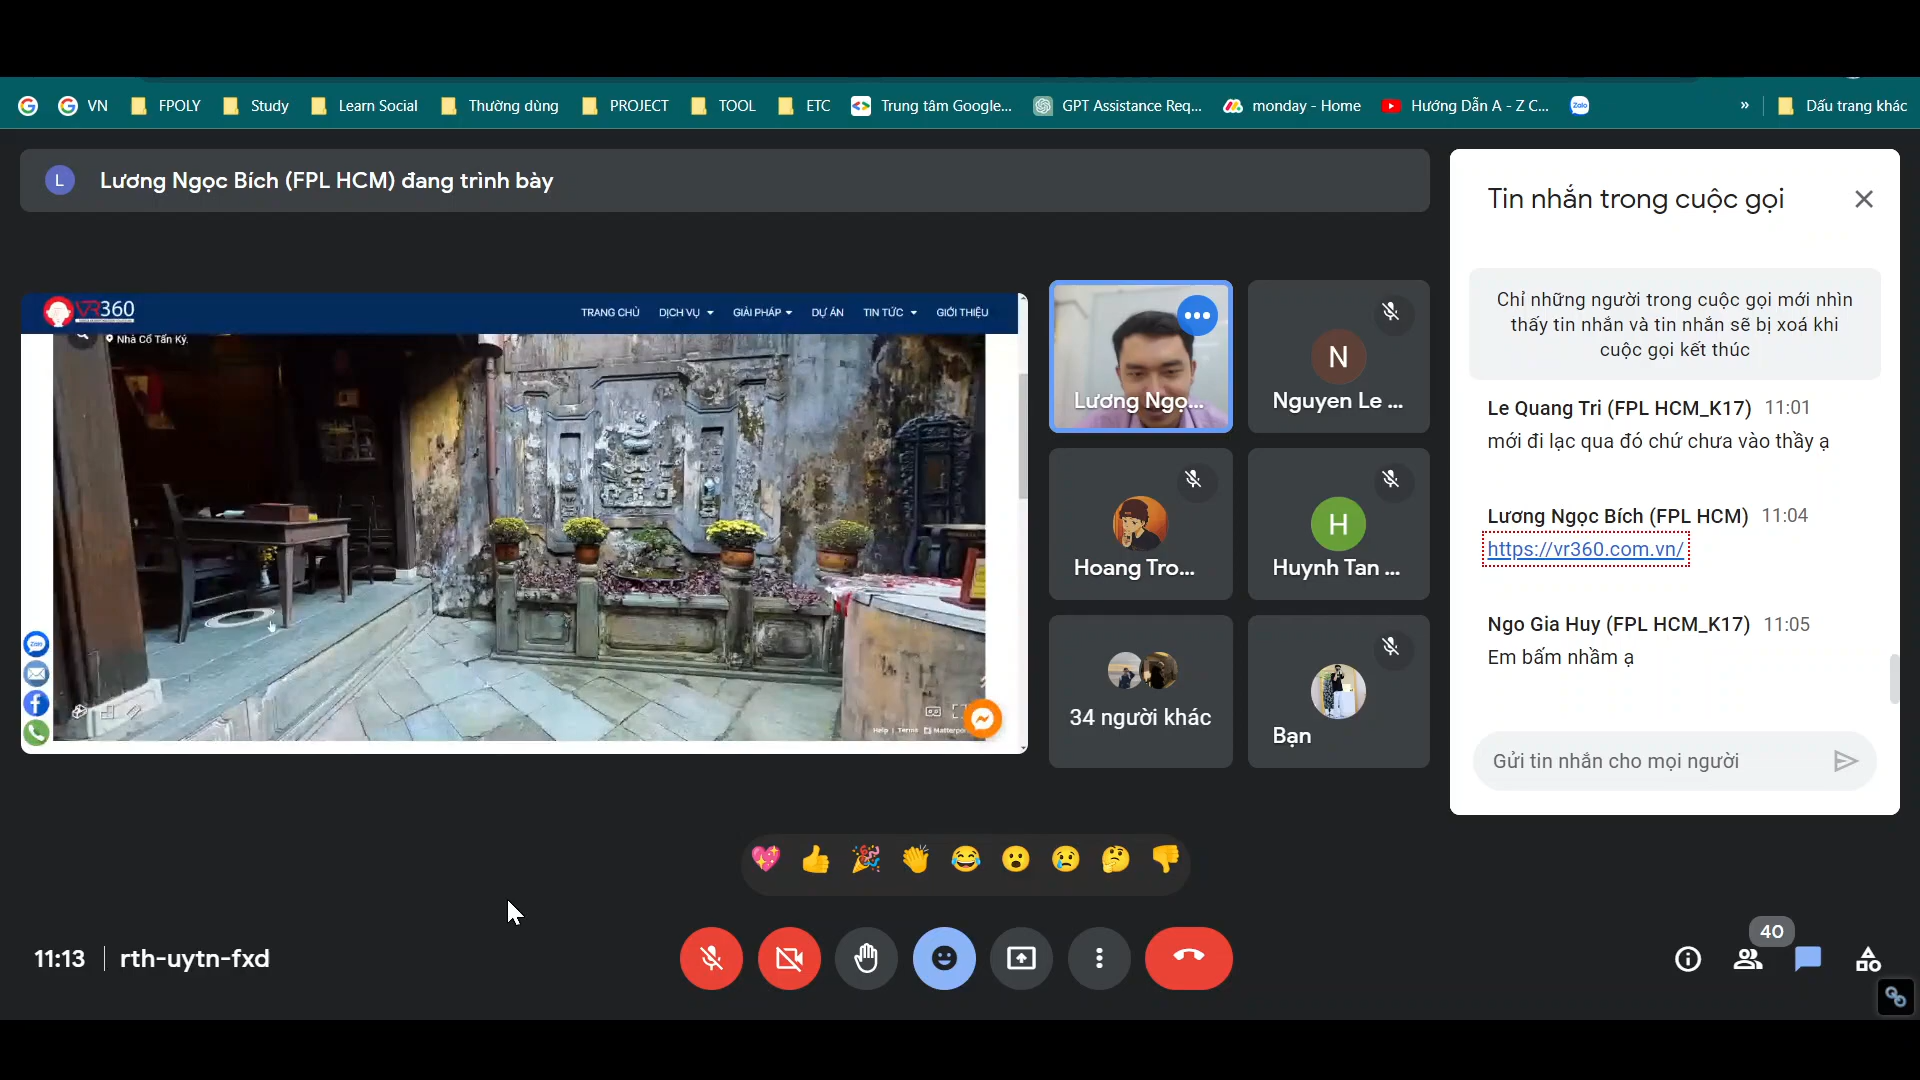 VN
FPOLY
Study
Learn Social
Thường dùng
PROJECT
TOOL
ETC
Trung tâm Google...
GPT Assistance Req...
monday - Home
Hướng Dẫn A - Z C...
Zalo
»
Dấu trang khác
L
Lương Ngọc Bích (FPL HCM) đang trình bày
VR360
TRANG CHỦ
DỊCH VỤ
GIẢI PHÁP
DỰ ÁN
TIN TỨC
GIỚI THIỆU
Nhà Cổ Tấn Ký.
Zalo
Help | Terms
Lương Ngọ...
N
Nguyen Le ...
Hoang Tro...
H
Huynh Tan ...
34 người khác
Bạn
Tin nhắn trong cuộc gọi
Chỉ những người trong cuộc gọi mới nhìn
thấy tin nhắn và tin nhắn sẽ bị xoá khi
cuộc gọi kết thúc
Le Quang Tri (FPL HCM_K17) 11:01
mới đi lạc qua đó chứ chưa vào thầy ạ
Lương Ngọc Bích (FPL HCM) 11:04
https://vr360.com.vn/
Ngo Gia Huy (FPL HCM_K17) 11:05
Em bấm nhầm ạ
Gửi tin nhắn cho mọi người
11:13 | rth-uytn-fxd
40